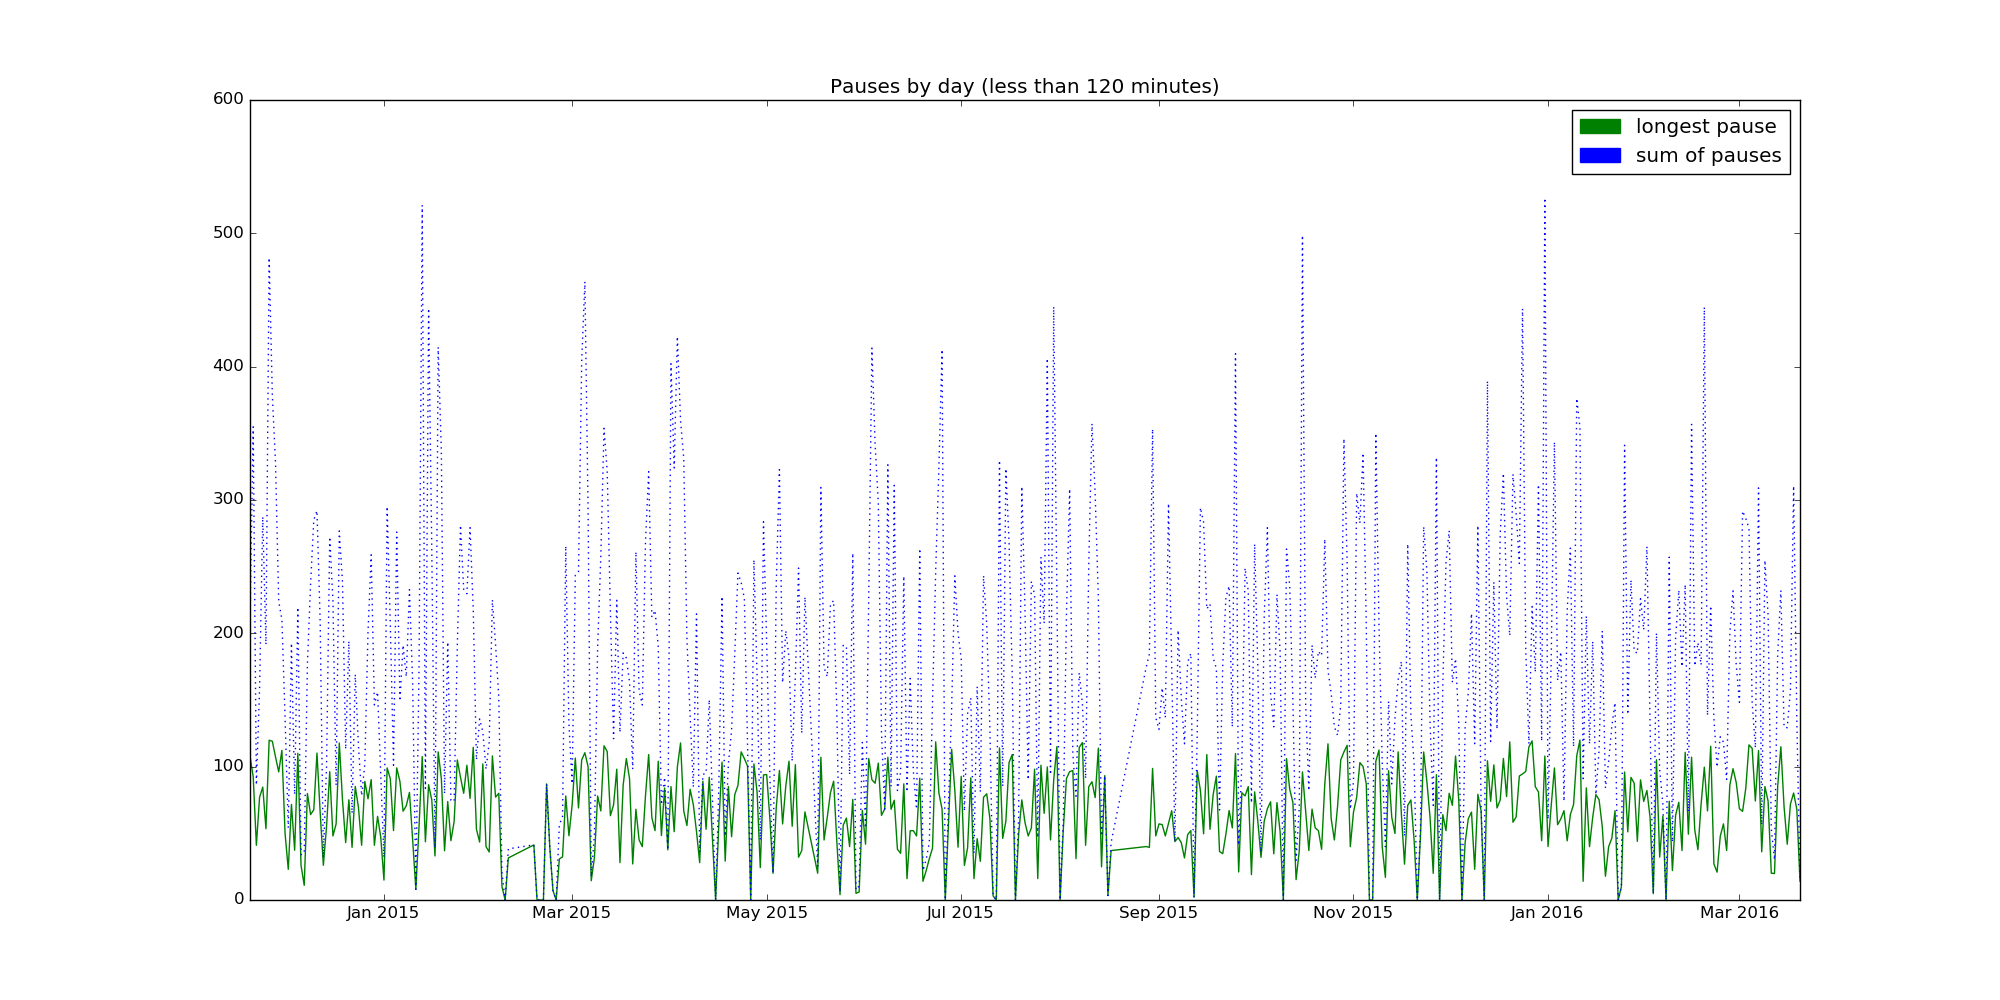 Pauses by day (less than 120 minutes)
600
500
400
300
200
100
0
longest pause
sum of pauses
Jan 2015
Mar 2015
May 2015
Jul 2015
Sep 2015
Nov 2015
Jan 2016
Mar 2016